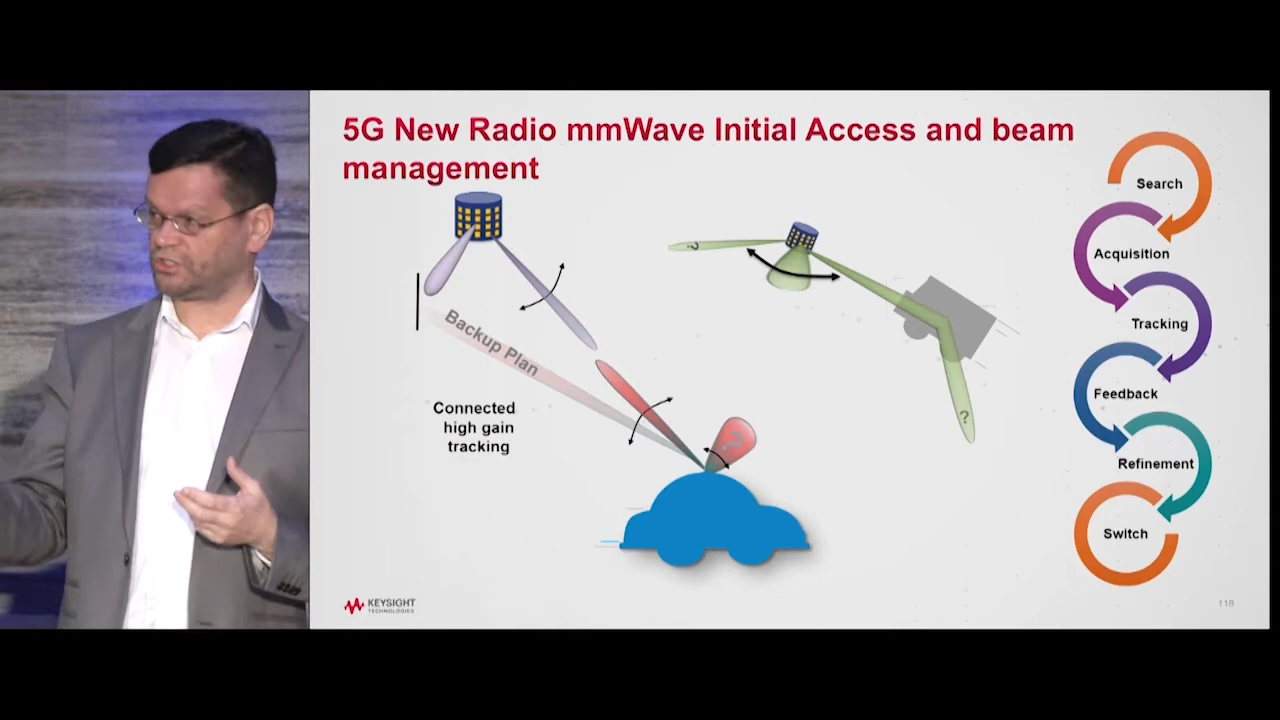 5G New Radio mmWave Initial Access and beam
management
Search
Acquisition
Tracking
Feedback
Refinement
Switch
?
?
Backup Plan
Connected
high gain
tracking
?
KEYSIGHT
TECHNOLOGIES
118